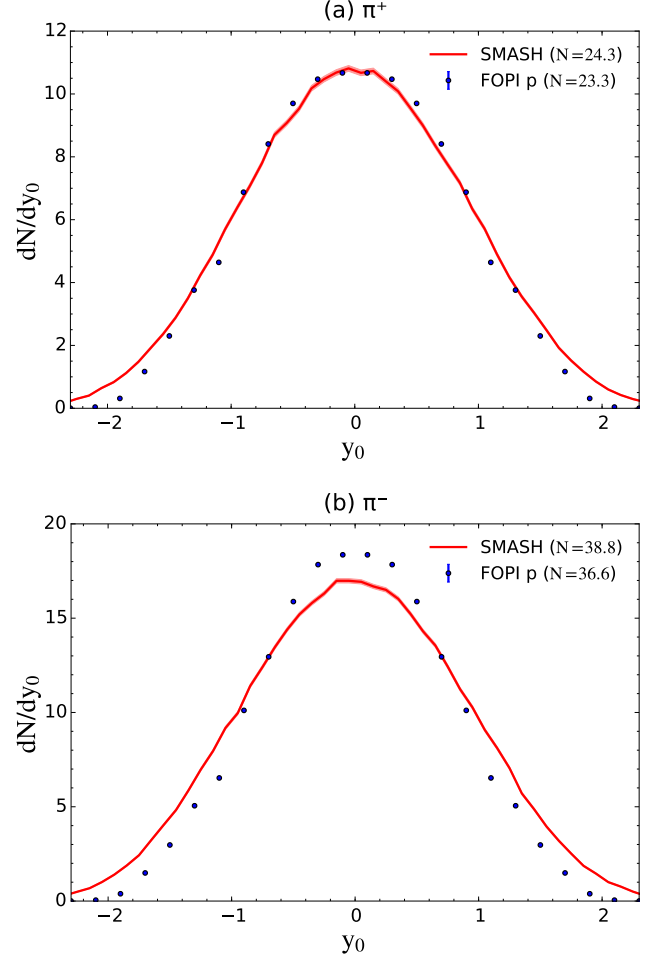 (a) π⁺
12
10
8
6
4
2
0
dN/dy₀
SMASH (N=24.3)
FOPI p (N=23.3)
−2
−1
0
1
2
y₀
(b) π⁻
20
15
10
5
0
dN/dy₀
SMASH (N=38.8)
FOPI p (N=36.6)
−2
−1
0
1
2
y₀